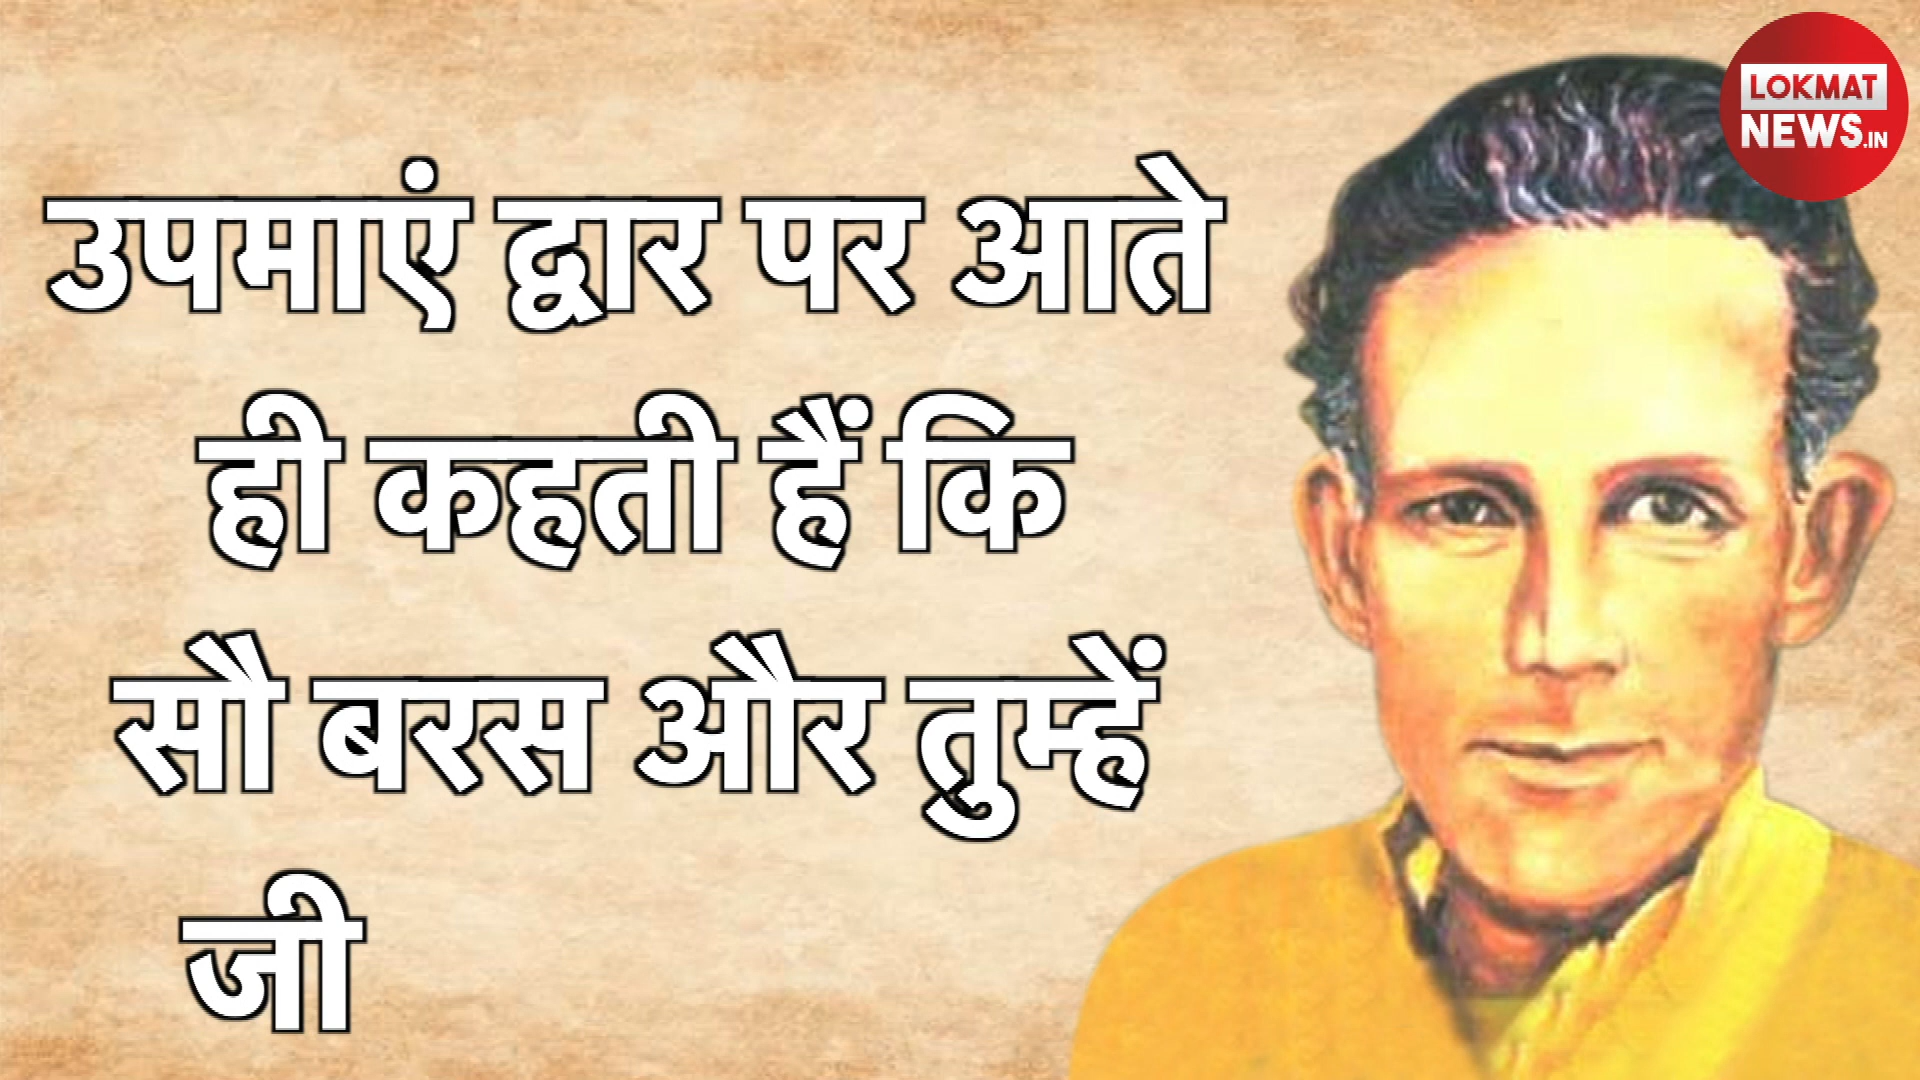 LOKMAT
NEWS.IN
उपमाएं द्वार पर आते
ही कहती हैं कि
सौ बरस और तुम्हें
जी